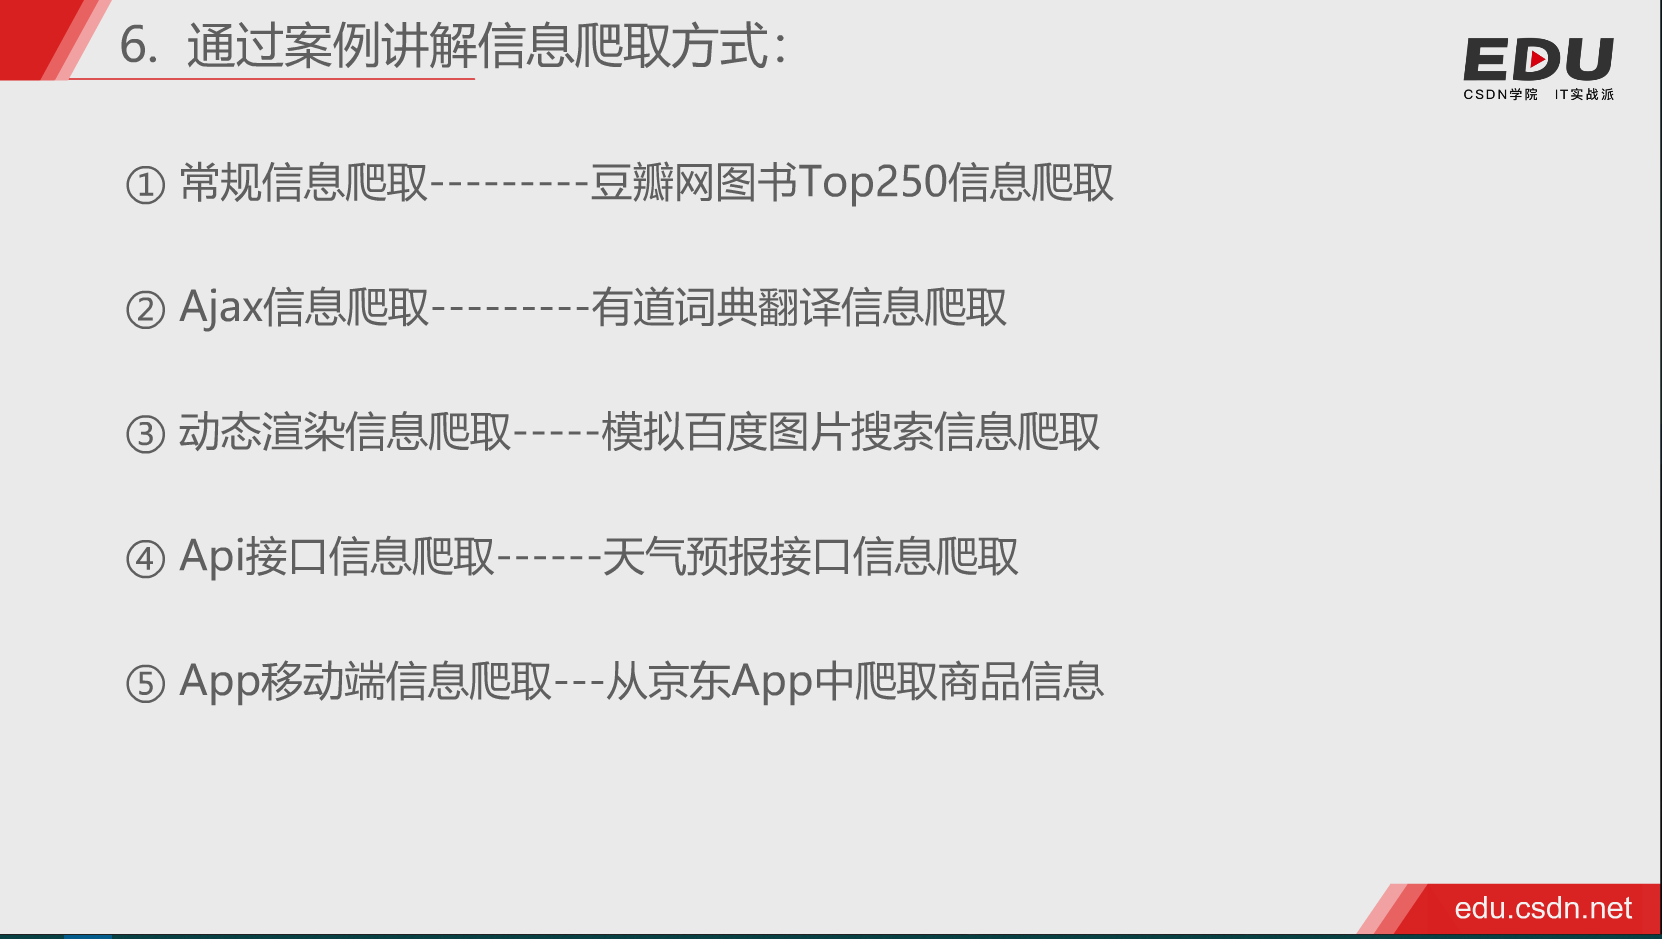 6. 通过案例讲解信息爬取方式：
EDU
CSDN学院 IT实战派
① 常规信息爬取---------豆瓣网图书Top250信息爬取
② Ajax信息爬取---------有道词典翻译信息爬取
③ 动态渲染信息爬取-----模拟百度图片搜索信息爬取
④ Api接口信息爬取------天气预报接口信息爬取
⑤ App移动端信息爬取---从京东App中爬取商品信息
edu.csdn.net